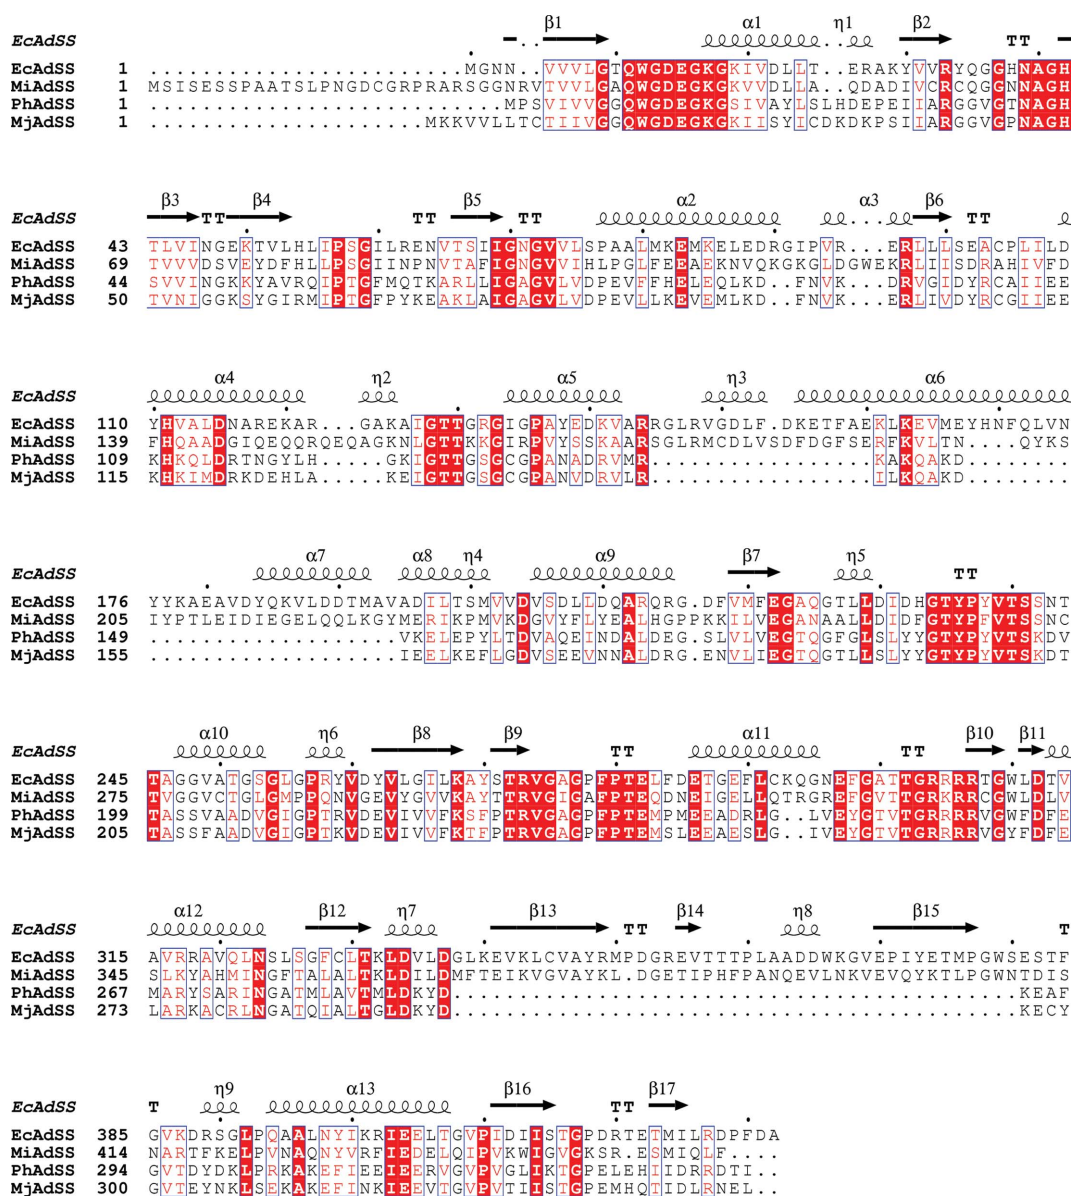 β1 α1 η1 β2
EcAdSS TT
EcAdSS 1 ........................MGNN.VVVLGTQWGDEGKGKIVDLLT..ERAKYVVRYQGGHNAGH
MiAdSS 1 MSISESSPAATSLPNGDCGRPRARSGGNRVTVVLGAQWGDEGKGKVVDLLA..QDADIVCRCQGGNNAGH
PhAdSS 1 ...........................MPSVIVVGGQWGDEGKGSIVAYLSLHDEPEIIARGGVGTNAGH
MjAdSS 1 .....................MKKVVLLTCTIIVGGQWGDEGKGKIISYICDKDKPSIIARGGVGPNAGH
β3 β4 β5 α2 α3 β6
EcAdSS TT TT TT TT
EcAdSS 43 TLVINGEKTVLHLIPSGILRENVTSIIGNGVVLSPAALMKEMKELEDRGIPVR...ERLLLSEACPLILD
MiAdSS 69 TVVVDSVEYDFHLLPSGIINPNVTAFIGNGVVIHLPGLFEEAEKNVQKGKGLDGWEKRLIISDRAHIVFD
PhAdSS 44 SVVINGKKYAVRQIPTGFMQTKARLLIGAGVLVDPEVFFHELEQLKD..FNVK...DRVGIDYRCAIIEE
MjAdSS 50 TVNIGGKSYGIRMIPTGFPYKEAKLAIGAGVLVDPEVLLKEVEMLKD..FNVK...ERLIVDYRCGIIEE
α4 η2 α5 η3 α6
EcAdSS
EcAdSS 110 YHVALDNAREKAR...GAKAIGTTGRGIGPAYEDKVARRGLRVGDLF.DKETFAEKLKEVMEYHNFQLVN
MiAdSS 139 FHQAADGIQEQQRQEQAGKNLGTTKKGIGPVYSSKAARSGLRMCDLVSDFDGFSERFKVLTN....QYKS
PhAdSS 109 KHKQLDRTNGYLH.....GKIGTTGSGCGPANADRVMR.................KAKQAKD........
MjAdSS 115 KHKIMDRKDEHLA.....KEIGTTGSGCGPANVDRVLR.................ILKQAKD........
α7 α8 η4 α9 β7 η5
EcAdSS TT
EcAdSS 176 YYKAEAVDYQKVLDDTMAVADILTSMVVDVSDLLDQARQRG.DFVMFEGAQGTLLDIDHGTYPYVTSSNT
MiAdSS 205 IYPTLEIDIEGELQQLKGYMERIKPMVKDGVYFLYEALHGPPKKILVEGANAALLDIDFGTYPFVTSSNC
PhAdSS 149 ...................VKELEPYLTDVAQEINDALDEGSLVLVEGTQGFGLSLYYGTYPYVTSKDV
MjAdSS 155 ...................IEELKEFLGDVSEEVNNALDRG.ENVLIEGTQGTLLSLYYGTYPYVTSKDT
α10 η6 β8 β9 α11 β10 β11
EcAdSS TT TT
EcAdSS 245 TAGGVATGSGLGPRYVDYVLGILKAYSTRVGAGPFPTELFDETGEFLCKQGNEFGATTGRRRRTGWLDTV
MiAdSS 275 TVGGVCTGLGMPPQNVGEVYGVVKAYTTRVGIGAFPTEQDNEIGELLQTRGREFGVTTGRKRRCGWLDLV
PhAdSS 199 TASSVAADVGIGPTRVDEVIVVFKSFPTRVGAGPFPTEMPMEEADRLG..LVEYGTVTGRRRRVGWFDFE
MjAdSS 205 TASSFAADVGIGPTKVDEVIVVFKTFPTRVGAGPFPTEMSLEEAESLG..IVEYGTVTGRRRRVGYFDFE
α12 β12 η7 β13 β14 η8 β15
EcAdSS TT T
EcAdSS 315 AVRRAVQLNSLSGFCLTKLDVLDGLKEVKLCVAYRMPDGREVTTTPLAADDWKGVEPIYETMPGWSESTF
MiAdSS 345 SLKYAHMINGFTALALTKLDILDMFTEIKVGVAYKL.DGETIPHFPANQEVLNKVEVQYKTLPGWNTDIS
PhAdSS 267 MARYSARINGATMLAVTMLDKYD...........................................KEAF
MjAdSS 273 LARKACRLNGATQIALTGLDKYD...........................................KECY
η9 α13 β16 β17
EcAdSS T TT
EcAdSS 385 GVKDRSGLPQAALNYIKRIEELTGVPIDIISTGPDRTETMILRDPFDA
MiAdSS 414 NARTFKELPVNAQNYVRFIEDELQIPVKWIGVGKSR.ESMIQLF....
PhAdSS 294 GVTDYDKLPRKAKEFIEEIEERVGVPVGLIKTGPELEHIIDRRDTI..
MjAdSS 300 GVTEYNKLSEKAKEFINKIEEVTGVPVTIISTGPEMHQTIDLRNEL..